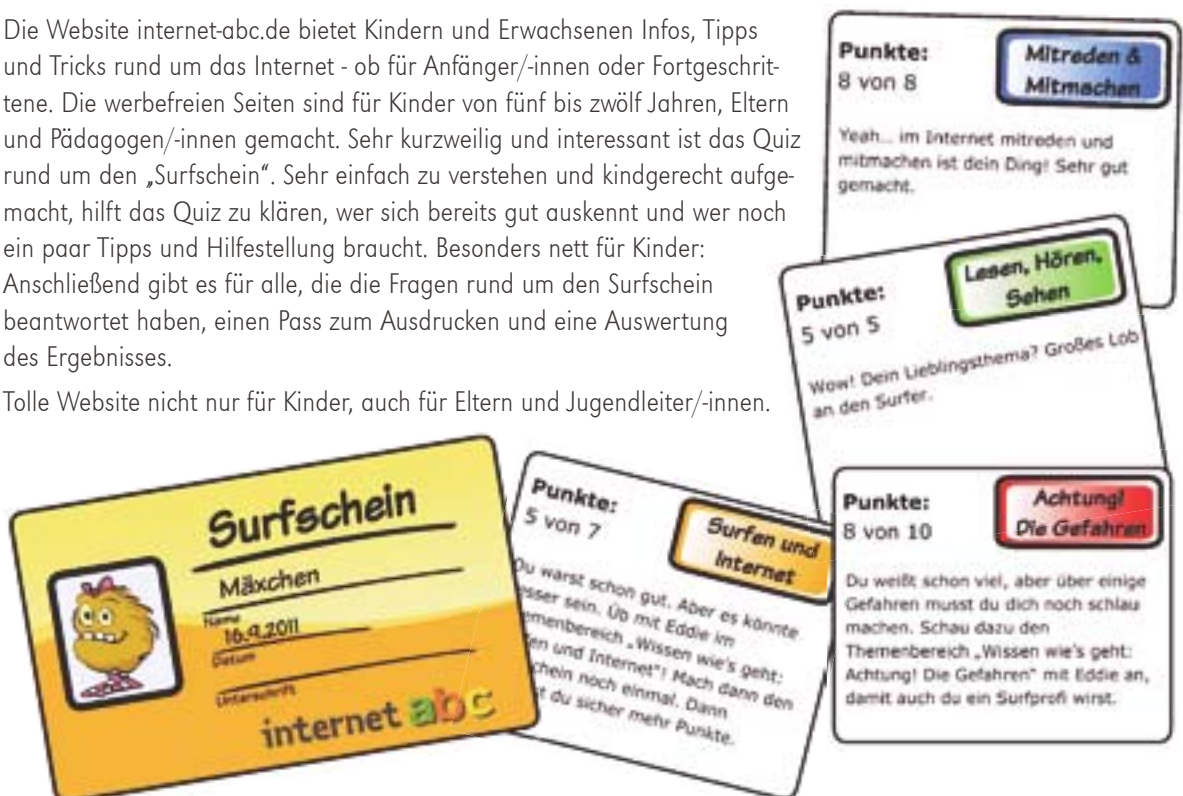 Die Website internet-abc.de bietet Kindern und Erwachsenen Infos, Tipps
und Tricks rund um das Internet - ob für Anfänger/-innen oder Fortgeschrit-
tene. Die werbefreien Seiten sind für Kinder von fünf bis zwölf Jahren, Eltern
und Pädagogen/-innen gemacht. Sehr kurzweilig und interessant ist das Quiz
rund um den „Surfschein“. Sehr einfach zu verstehen und kindgerecht aufge-
macht, hilft das Quiz zu klären, wer sich bereits gut auskennt und wer noch
ein paar Tipps und Hilfestellung braucht. Besonders nett für Kinder:
Anschließend gibt es für alle, die die Fragen rund um den Surfschein
beantwortet haben, einen Pass zum Ausdrucken und eine Auswertung
des Ergebnisses.
Tolle Website nicht nur für Kinder, auch für Eltern und Jugendleiter/-innen.
Punkte:
8 von 8
Mitreden &
Mitmachen
Yeah... im Internet mitreden und
mitmachen ist dein Ding! Sehr gut
gemacht.
Punkte:
5 von 5
Lesen, Hören,
Sehen
Wow! Dein Lieblingsthema? Großes Lob
an den Surfer.
Surfschein
Mäxchen
Name
16.9.2011
Datum
Unterschrift
internet abc
Punkte:
5 von 7
Surfen und
Internet
Du warst schon gut. Aber es könnte
esser sein. Üb mit Eddie im
emenbereich „Wissen wie's geht:
en und Internet"! Mach dann den
chein noch einmal. Dann
t du sicher mehr Punkte.
Punkte:
8 von 10
Achtung!
Die Gefahren
Du weißt schon viel, aber über einige
Gefahren musst du dich noch schlau
machen. Schau dazu den
Themenbereich „Wissen wie's geht:
Achtung! Die Gefahren" mit Eddie an,
damit auch du ein Surfprofi wirst.